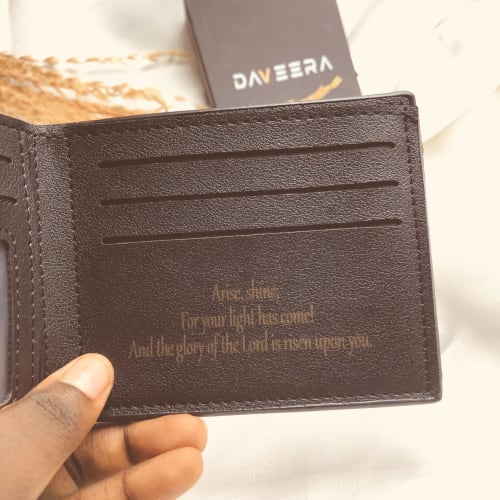 DAVEERA
Arise, shine;
For your light has come!
And the glory of the Lord is risen upon you.